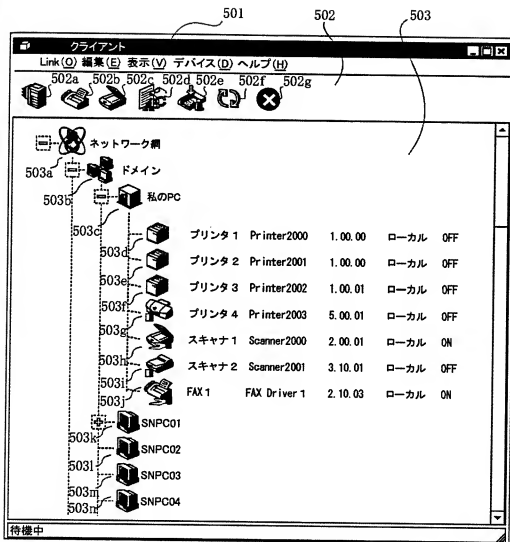 501
502
503
クライアント
Link(O) 編集(E) 表示(V) デバイス(D) ヘルプ(H)
502a 502b 502c 502d 502e 502f 502g
ネットワーク網
503a
ドメイン
503b
私のPC
503c
プリンタ1 Printer2000 1.00.00 ローカル OFF
503d
プリンタ2 Printer2001 1.00.00 ローカル OFF
503e
プリンタ3 Printer2002 1.00.01 ローカル OFF
503f
プリンタ4 Printer2003 5.00.01 ローカル OFF
503g
スキャナ1 Scanner2000 2.00.01 ローカル ON
503h
スキャナ2 Scanner2001 3.10.01 ローカル OFF
503i
FAX1 FAX Driver1 2.10.03 ローカル ON
503j
SNPC01
503k
SNPC02
503l
SNPC03
503m
SNPC04
503n
待機中